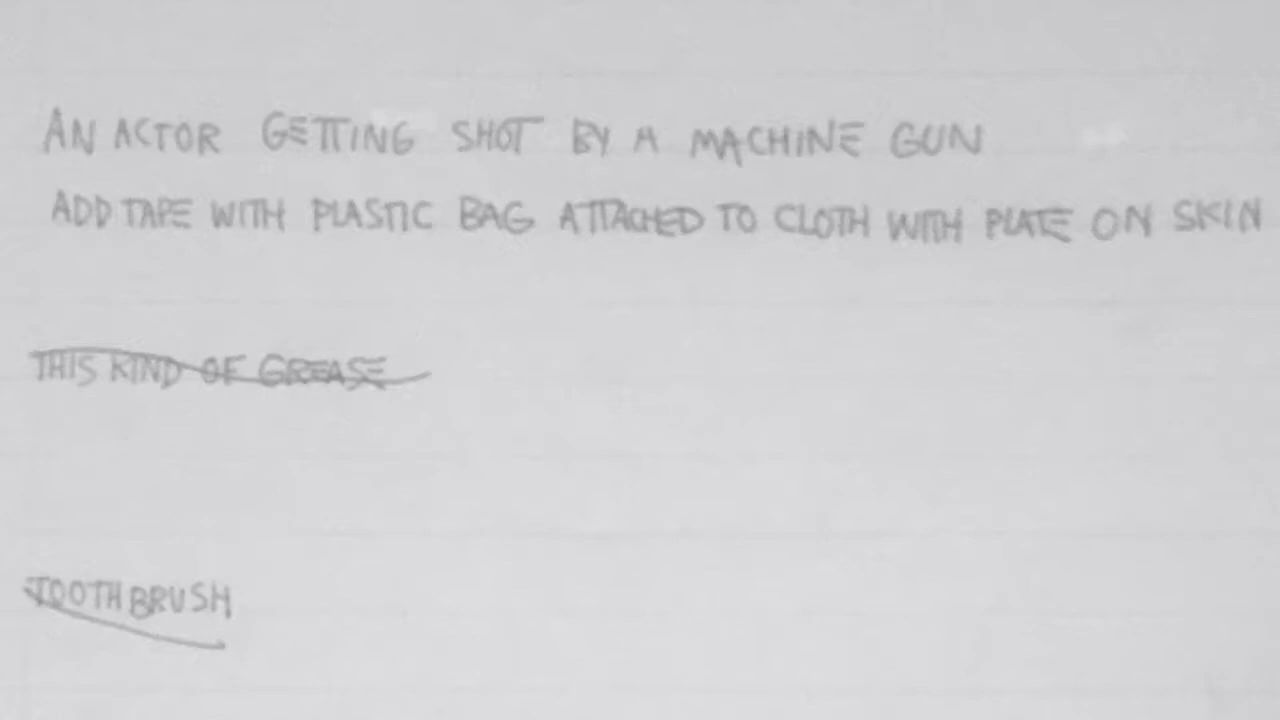 AN ACTOR GETTING SHOT BY A MACHINE GUN
ADD TAPE WITH PLASTIC BAG ATTACHED TO CLOTH WITH PLATE ON SKIN
THIS KIND OF GREASE
TOOTHBRUSH